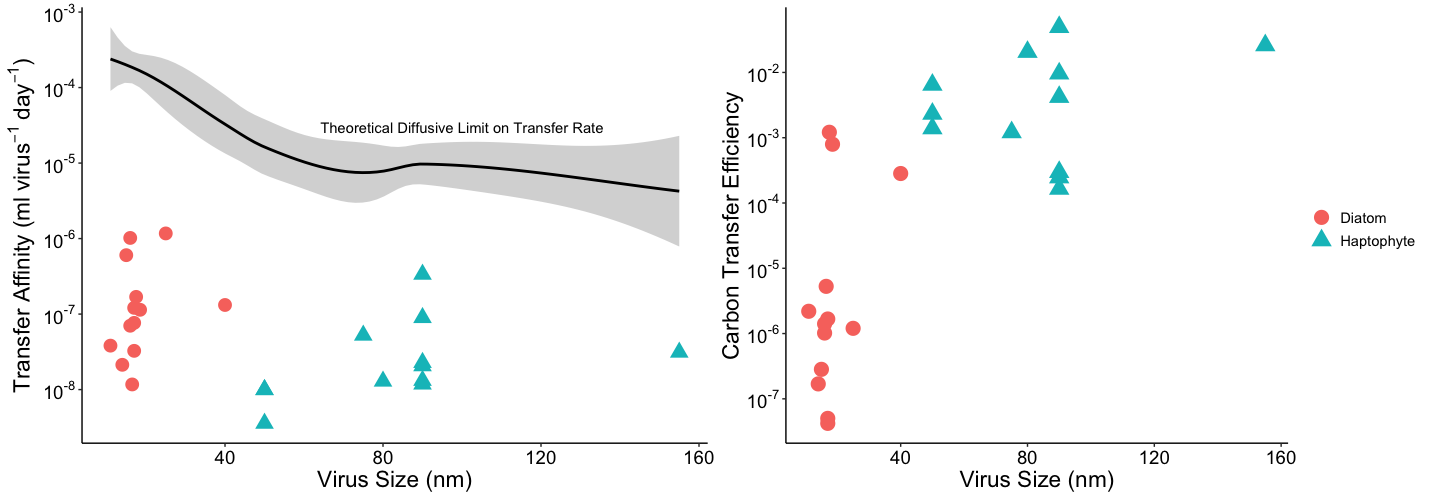 Transfer Affinity (ml virus⁻¹ day⁻¹)
10⁻³
10⁻⁴
10⁻⁵
10⁻⁶
10⁻⁷
10⁻⁸
Theoretical Diffusive Limit on Transfer Rate
40 80 120 160
Virus Size (nm)
Carbon Transfer Efficiency
10⁻²
10⁻³
10⁻⁴
10⁻⁵
10⁻⁶
10⁻⁷
40 80 120 160
Virus Size (nm)
Diatom
Haptophyte